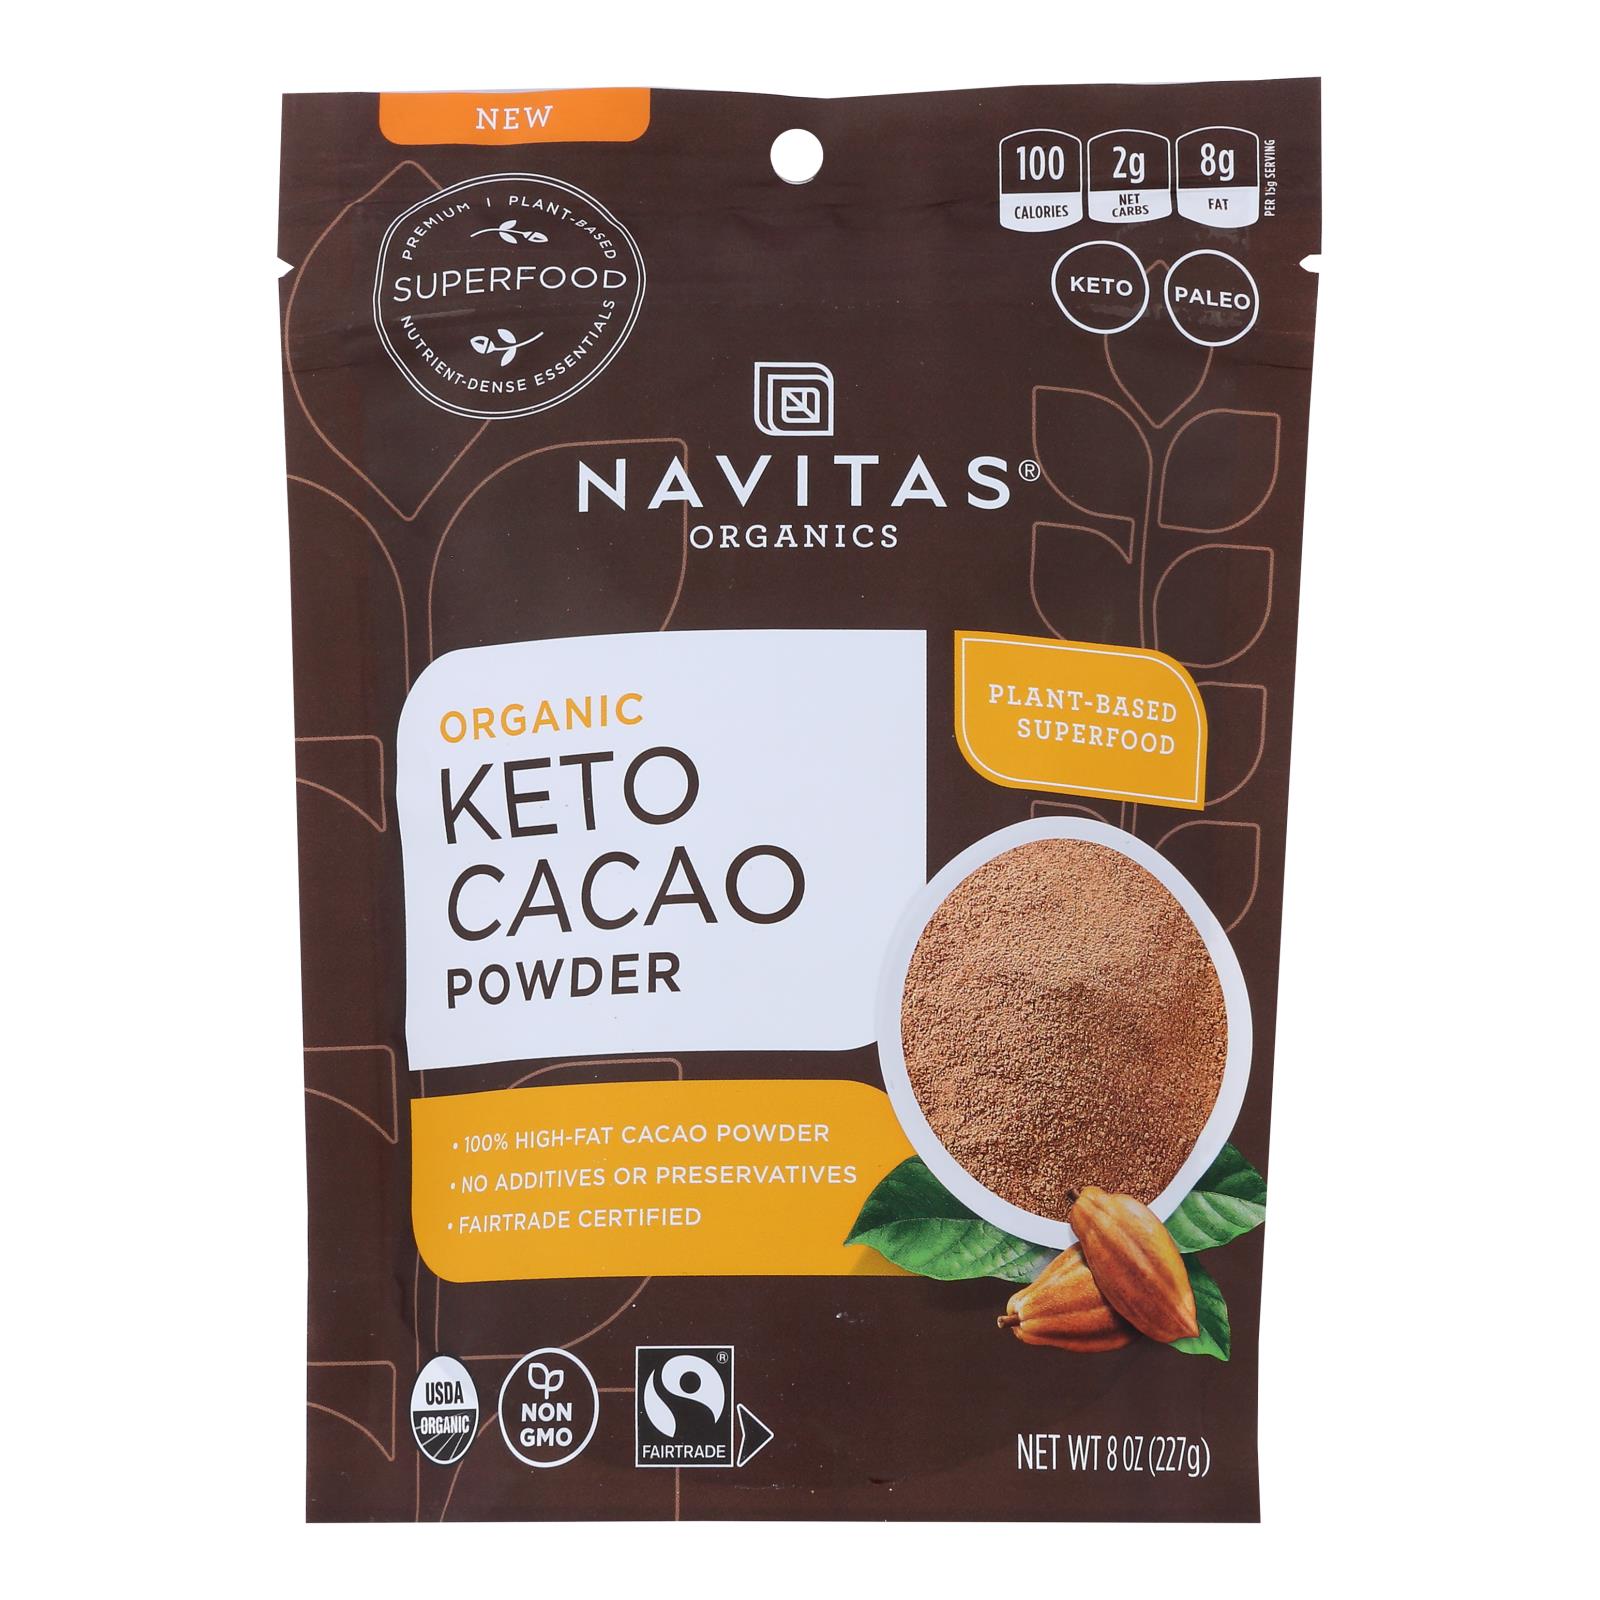 NEW
PREMIUM | PLANT-BASED
SUPERFOOD
NUTRIENT-DENSE ESSENTIALS
100
CALORIES
2g
NET
CARBS
8g
FAT
PER 15g SERVING
KETO
PALEO
NAVITAS®
ORGANICS
ORGANIC
KETO
CACAO
POWDER
PLANT-BASED
SUPERFOOD
• 100% HIGH-FAT CACAO POWDER
• NO ADDITIVES OR PRESERVATIVES
• FAIRTRADE CERTIFIED
USDA
ORGANIC
NON
GMO
®
FAIRTRADE
NET WT 8 OZ (227g)